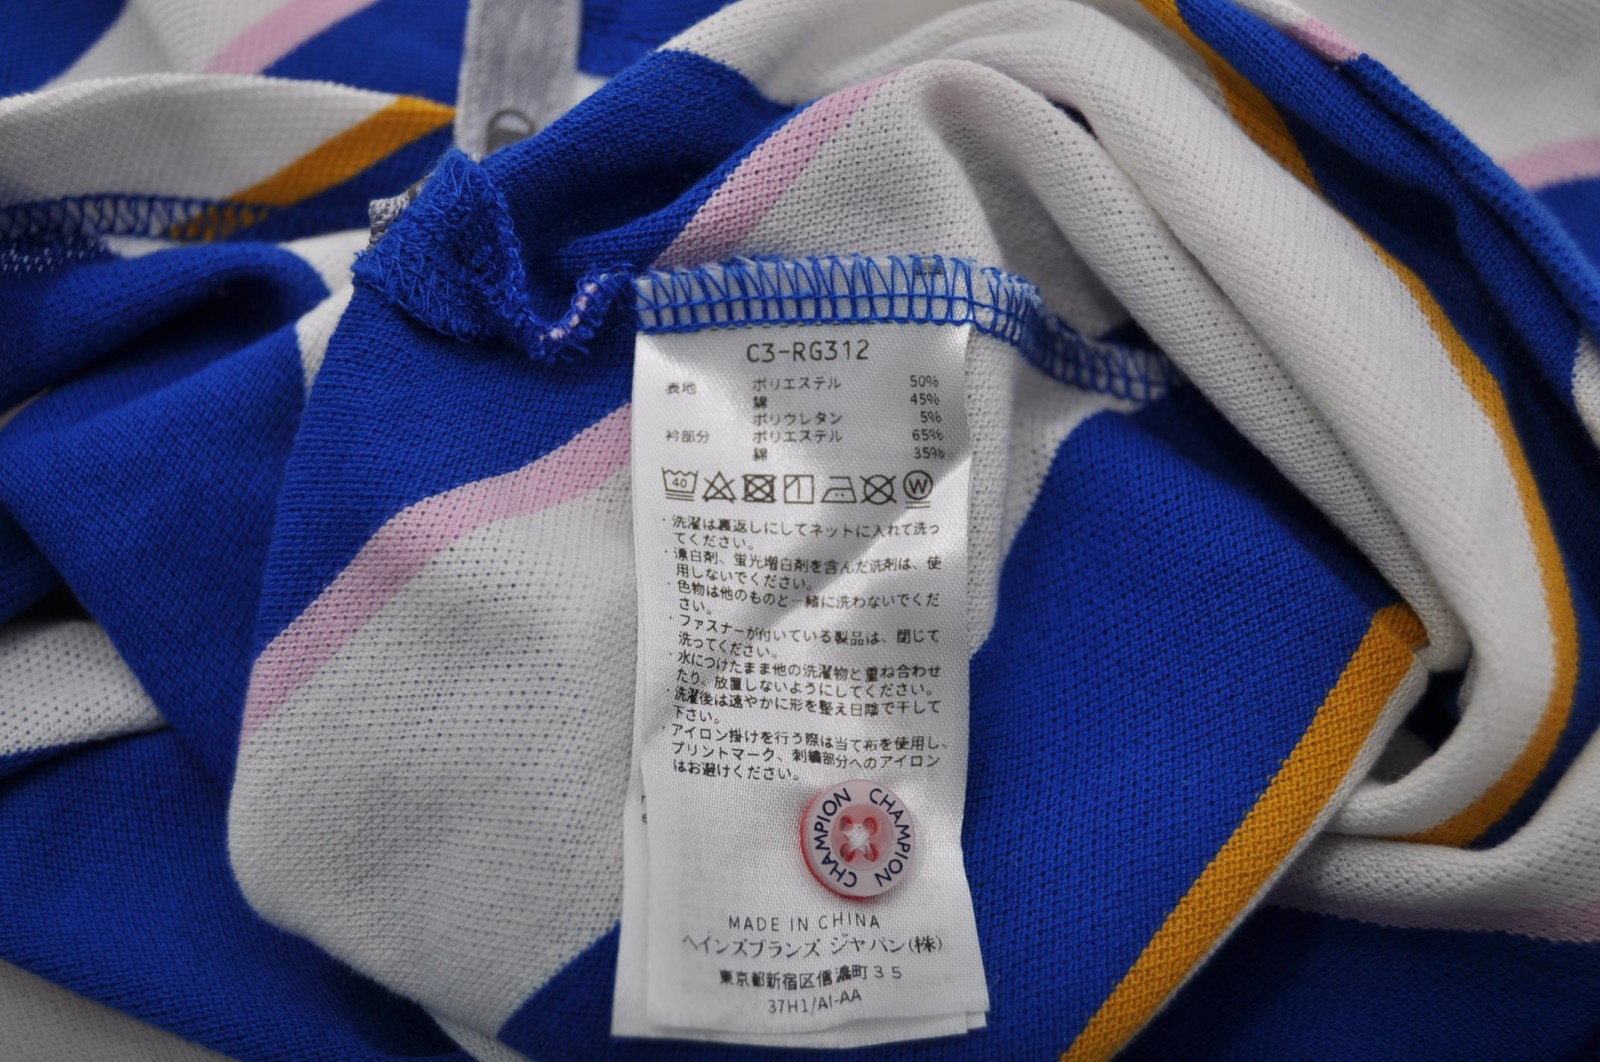 C3-RG312
表地 ポリエステル 50%
綿 45%
ポリウレタン 5%
衿部分 ポリエステル 65%
綿 35%
40 W
・洗濯は裏返しにしてネットに入れて洗っ
てください。
・漂白剤、蛍光増白剤を含んだ洗剤は、使
用しないでください。
・色物は他のものと一緒に洗わないでくだ
さい。
・ファスナーが付いている製品は、閉じて
洗ってください。
・水につけたまま他の洗濯物と重ね合わせ
たり、放置しないようにしてください。
・洗濯後は速やかに形を整え日陰で干して
下さい。
・アイロン掛けを行う際は当て布を使用し、
プリントマーク、刺繍部分へのアイロン
はお避けください。
CHAMPION CHAMPION
MADE IN CHINA
ヘインズブランズ ジャパン(株)
東京都新宿区信濃町35
37H1/AI-AA